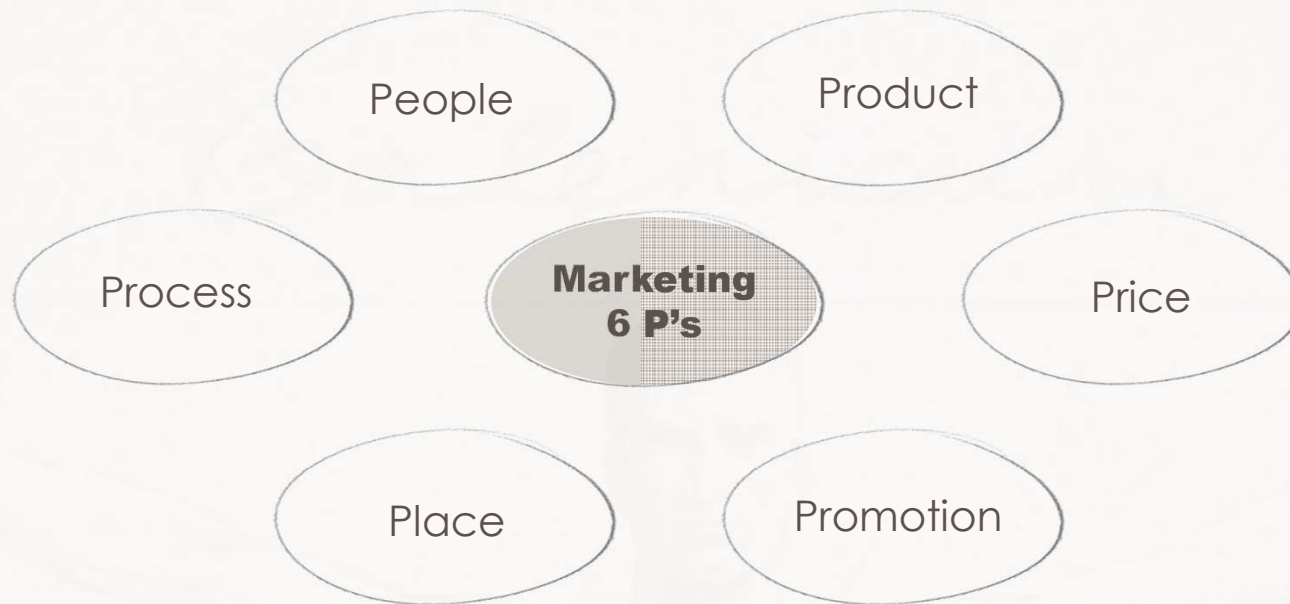 People
Product
Process
Marketing
6 P’s
Price
Place
Promotion